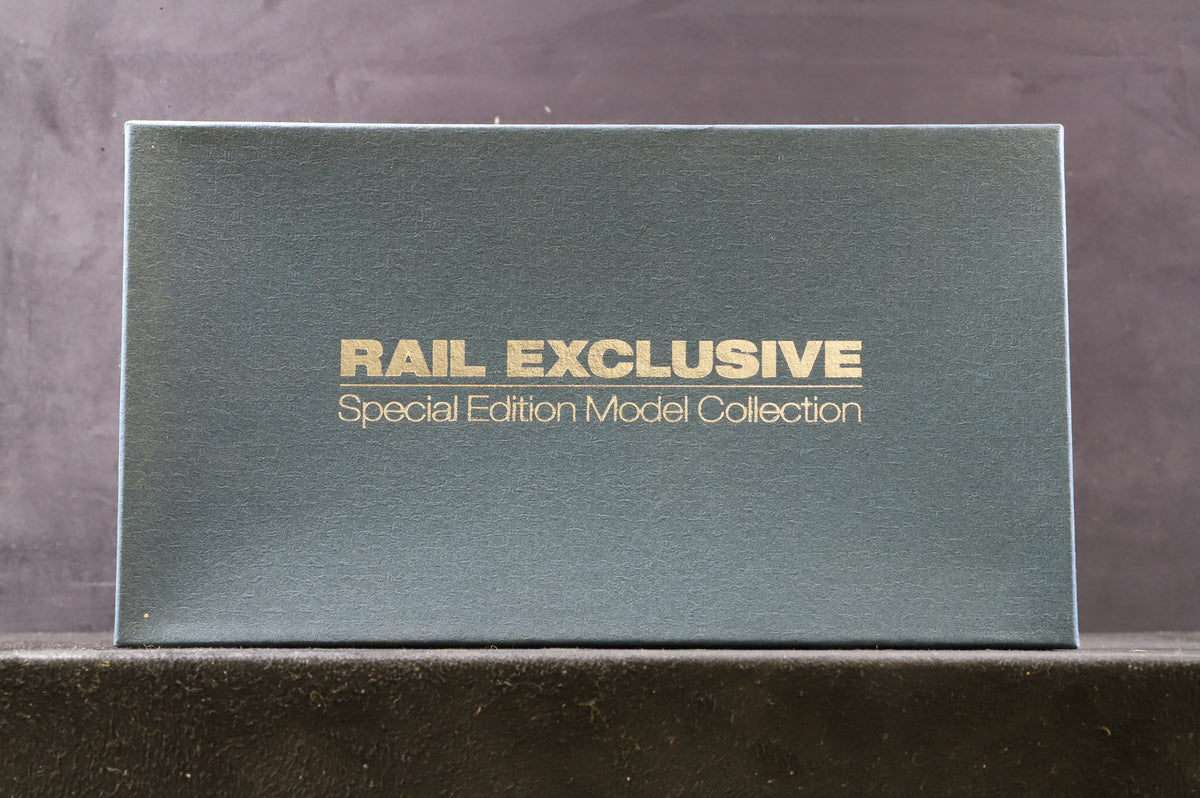 RAIL EXCLUSIVE
Special Edition Model Collection